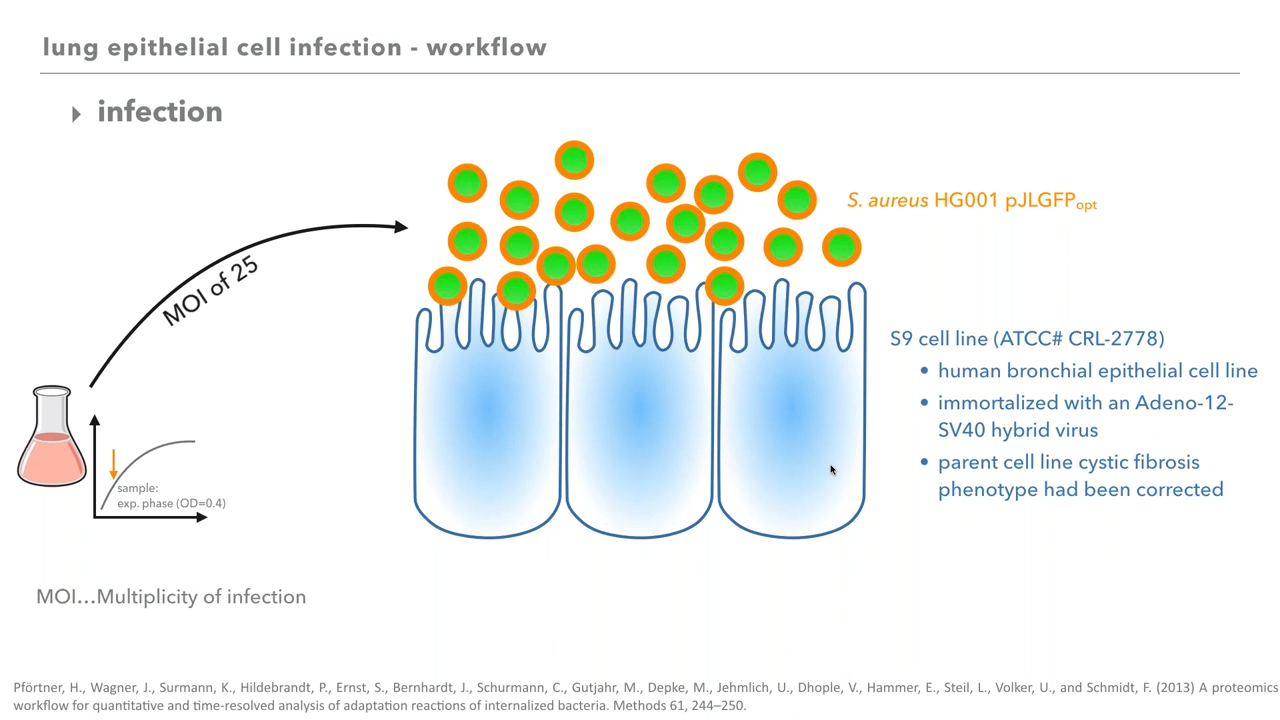 lung epithelial cell infection - workflow
infection
MOI of 25
S. aureus HG001 pJLGFPopt
S9 cell line (ATCC# CRL-2778)
• human bronchial epithelial cell line
• immortalized with an Adeno-12-
SV40 hybrid virus
• parent cell line cystic fibrosis
phenotype had been corrected
sample:
exp. phase (OD=0.4)
MOI...Multiplicity of infection
Pförtner, H., Wagner, J., Surmann, K., Hildebrandt, P., Ernst, S., Bernhardt, J., Schurmann, C., Gutjahr, M., Depke, M., Jehmlich, U., Dhople, V., Hammer, E., Steil, L., Volker, U., and Schmidt, F. (2013) A proteomics
workflow for quantitative and time-resolved analysis of adaptation reactions of internalized bacteria. Methods 61, 244–250.